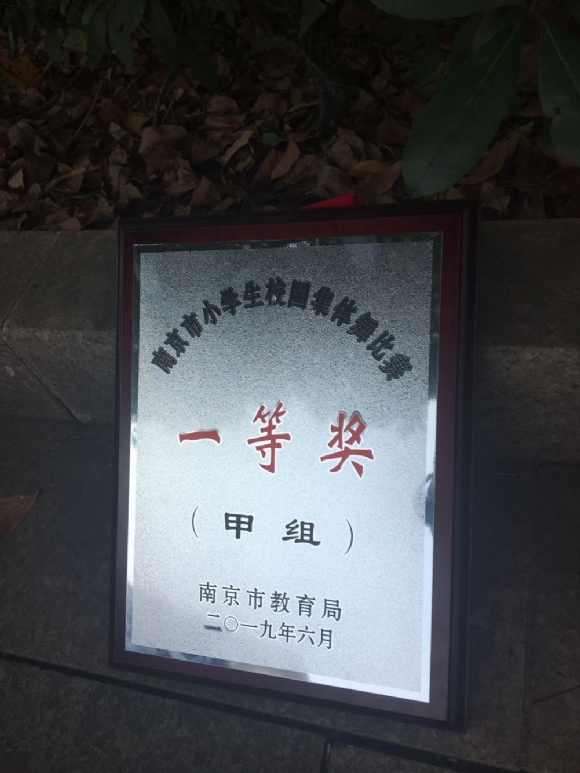 南京市小学生校园集体舞比赛
一等奖
（甲组）
南京市教育局
二〇一九年六月